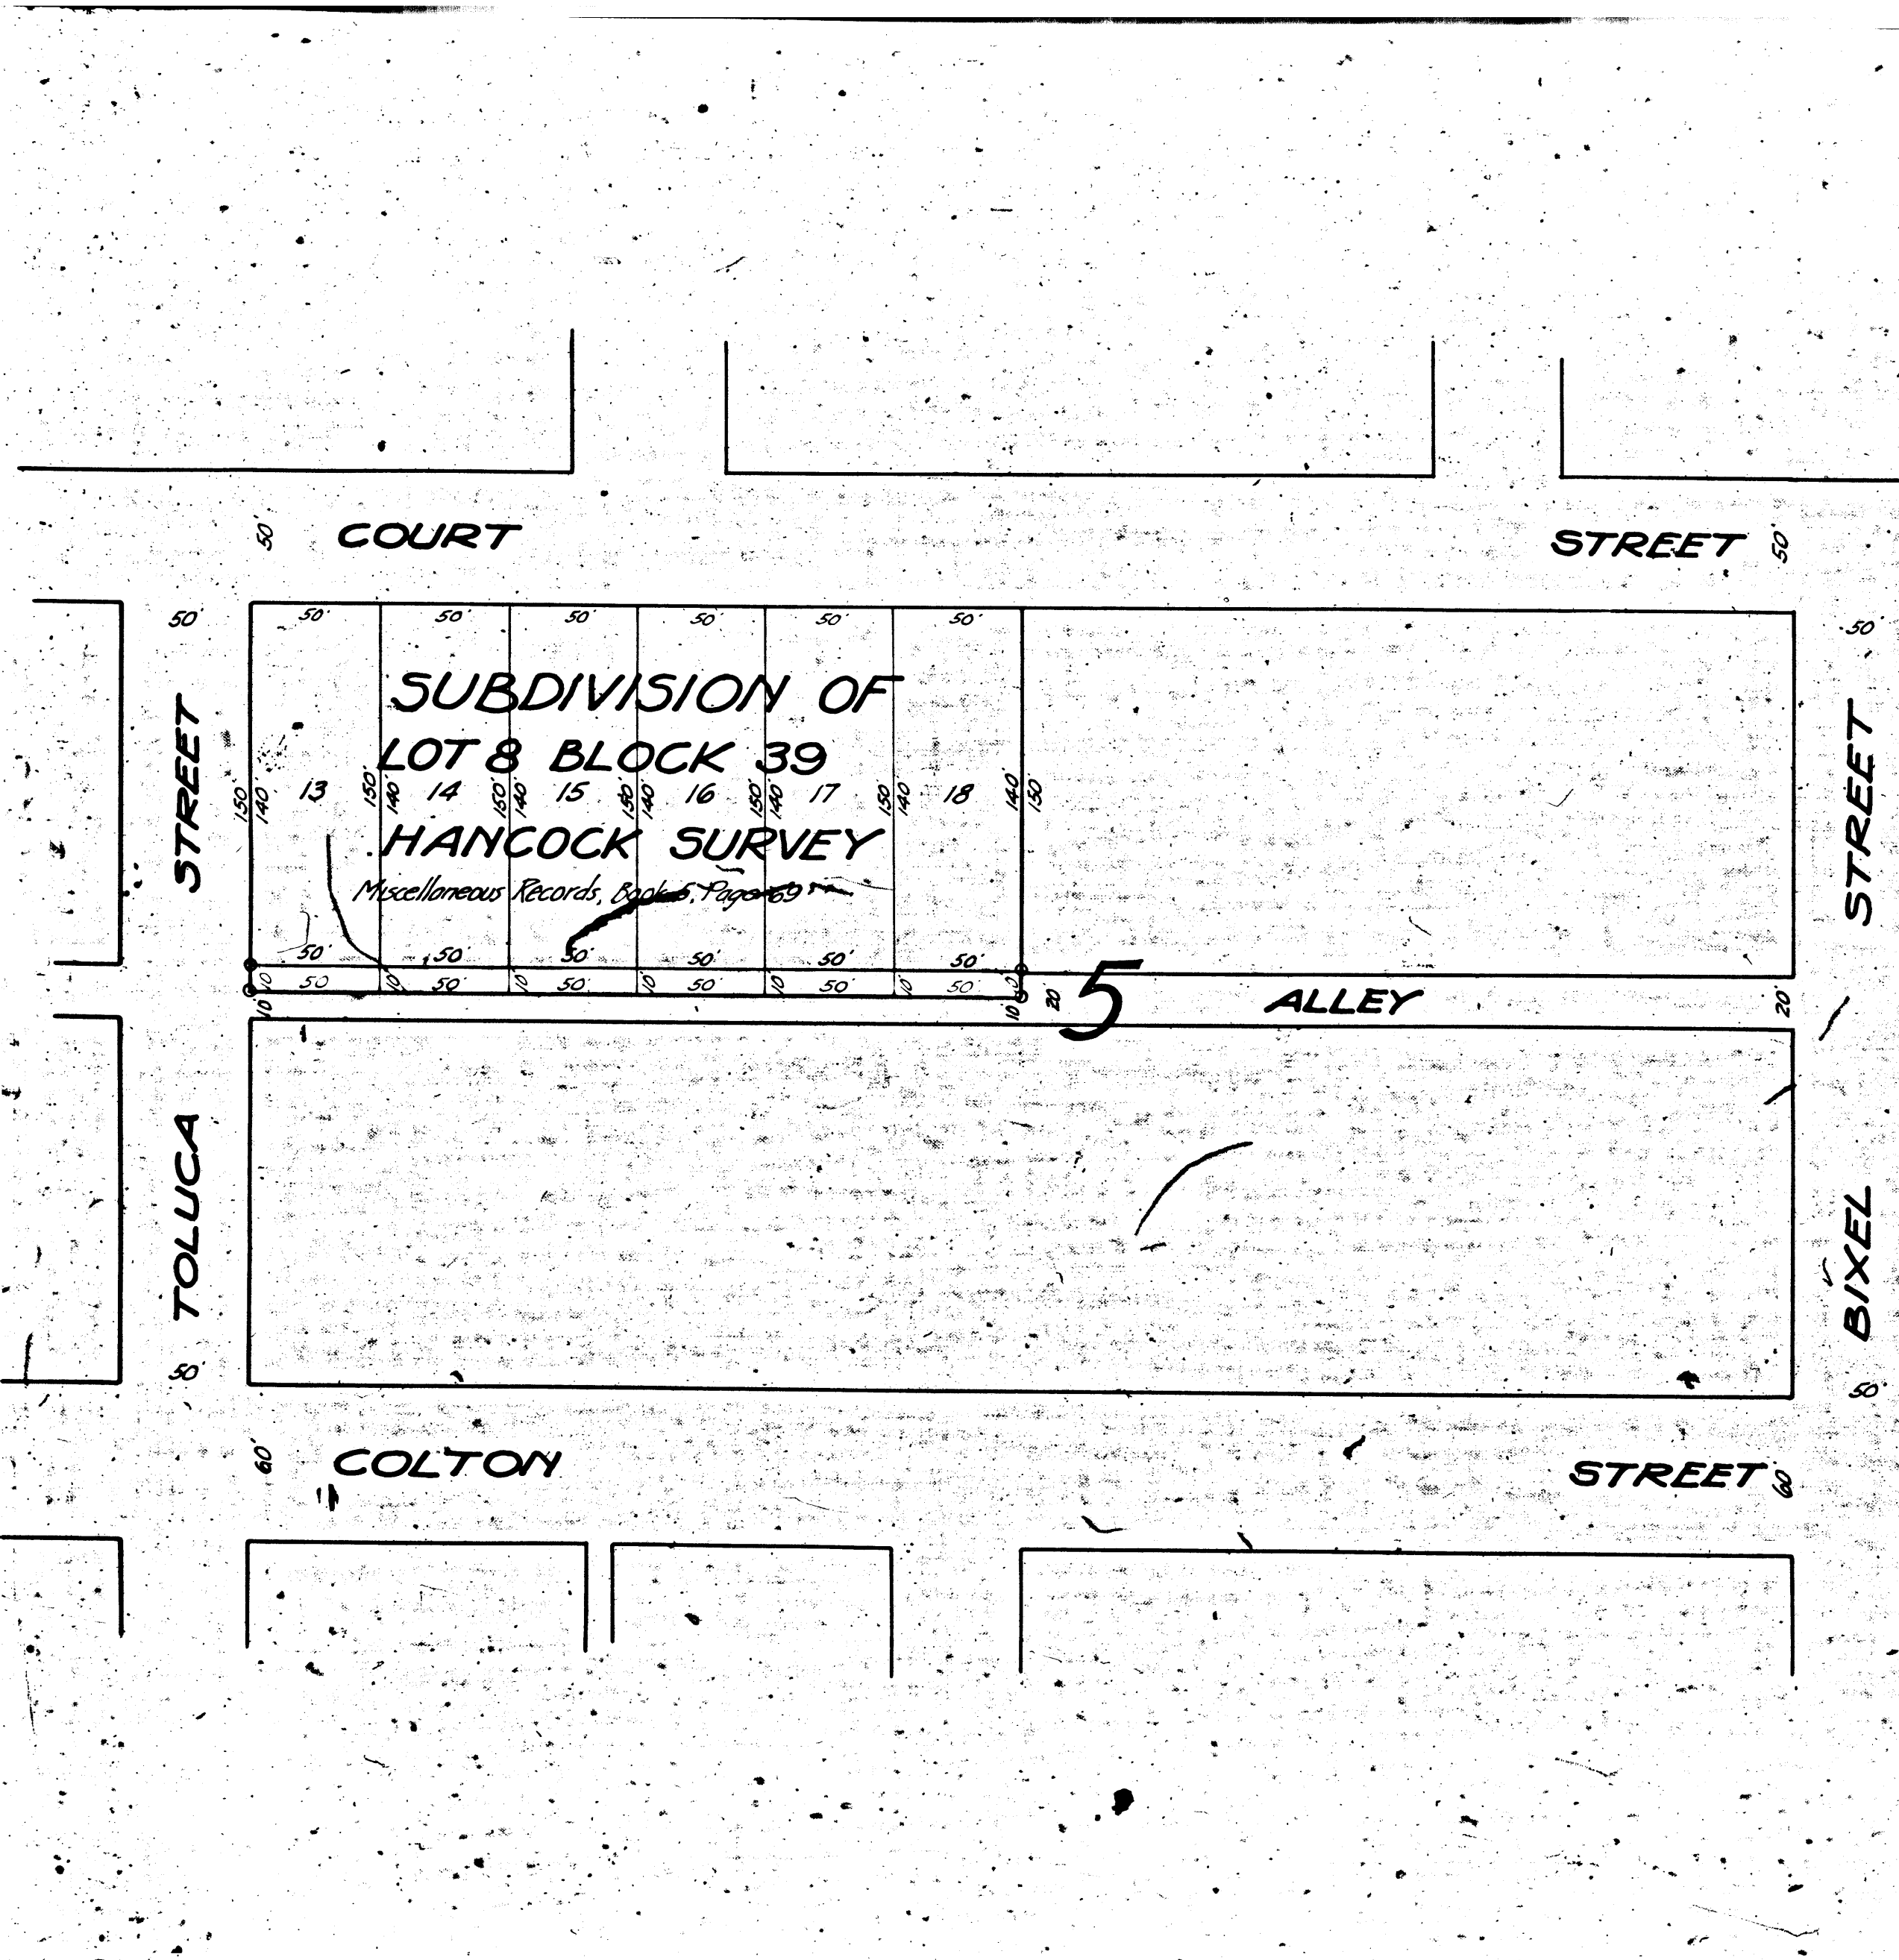 COURT STREET
50' 50'
50' 50' 50' 50' 50' 50' 50' 50'
SUBDIVISION OF
LOT 8 BLOCK 39
150' 140' 13 150' 140' 14 150' 140' 15 150' 140' 16 150' 140' 17 150' 140' 18 140' 150'
HANCOCK SURVEY
Miscellaneous Records, Book 5, Page 69
50' 50' 50' 50' 50' 50'
10 50 10 50' 10 50' 10 50' 10 50' 10 50' 10
10' 10 20
5
ALLEY
20'
TOLUCA STREET
BIXEL STREET
50' 50'
60' COLTON STREET 60